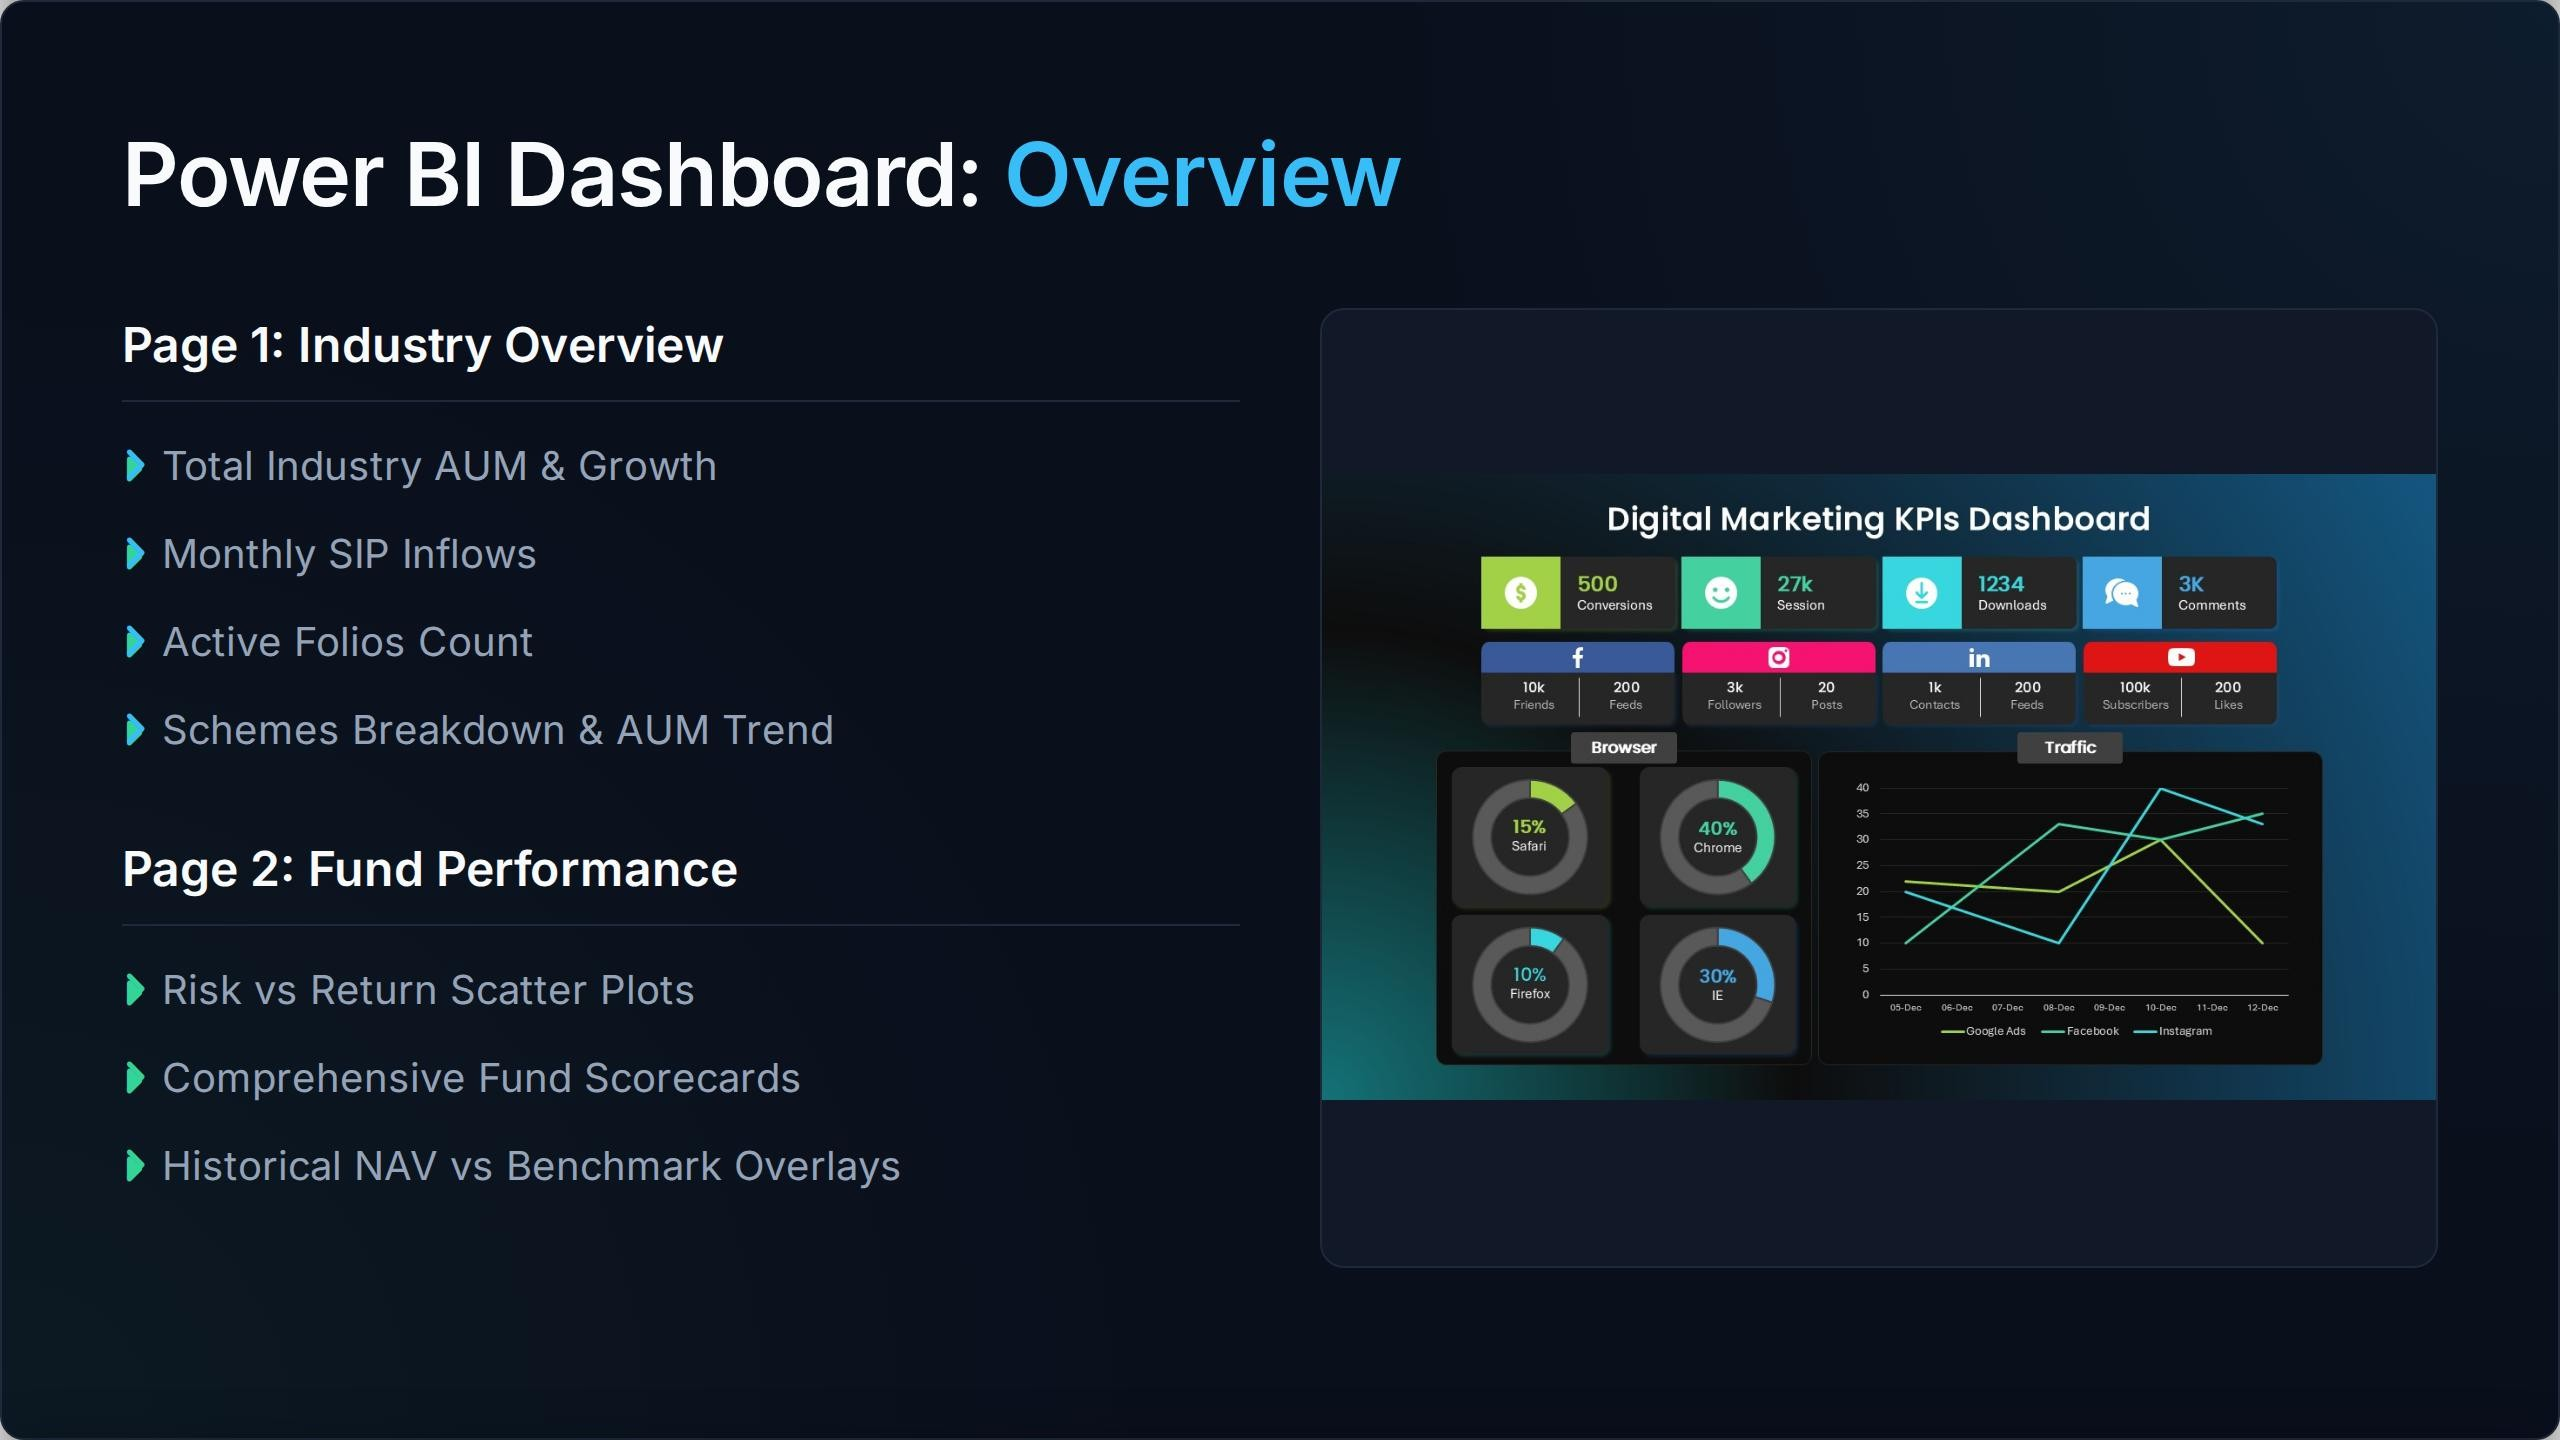 Power BI Dashboard: Overview
Page 1: Industry Overview
Total Industry AUM & Growth
Monthly SIP Inflows
Active Folios Count
Schemes Breakdown & AUM Trend
Page 2: Fund Performance
Risk vs Return Scatter Plots
Comprehensive Fund Scorecards
Historical NAV vs Benchmark Overlays
Digital Marketing KPIs Dashboard
500
Conversions
27k
Session
1234
Downloads
3K
Comments
10k
Friends
200
Feeds
3k
Followers
20
Posts
in
1k
Contacts
200
Feeds
100k
Subscribers
200
Likes
Browser
15%
Safari
40%
Chrome
10%
Firefox
30%
IE
Traffic
40
35
30
25
20
15
10
5
0
05-Dec 06-Dec 07-Dec 08-Dec 09-Dec 10-Dec 11-Dec 12-Dec
Google Ads Facebook Instagram